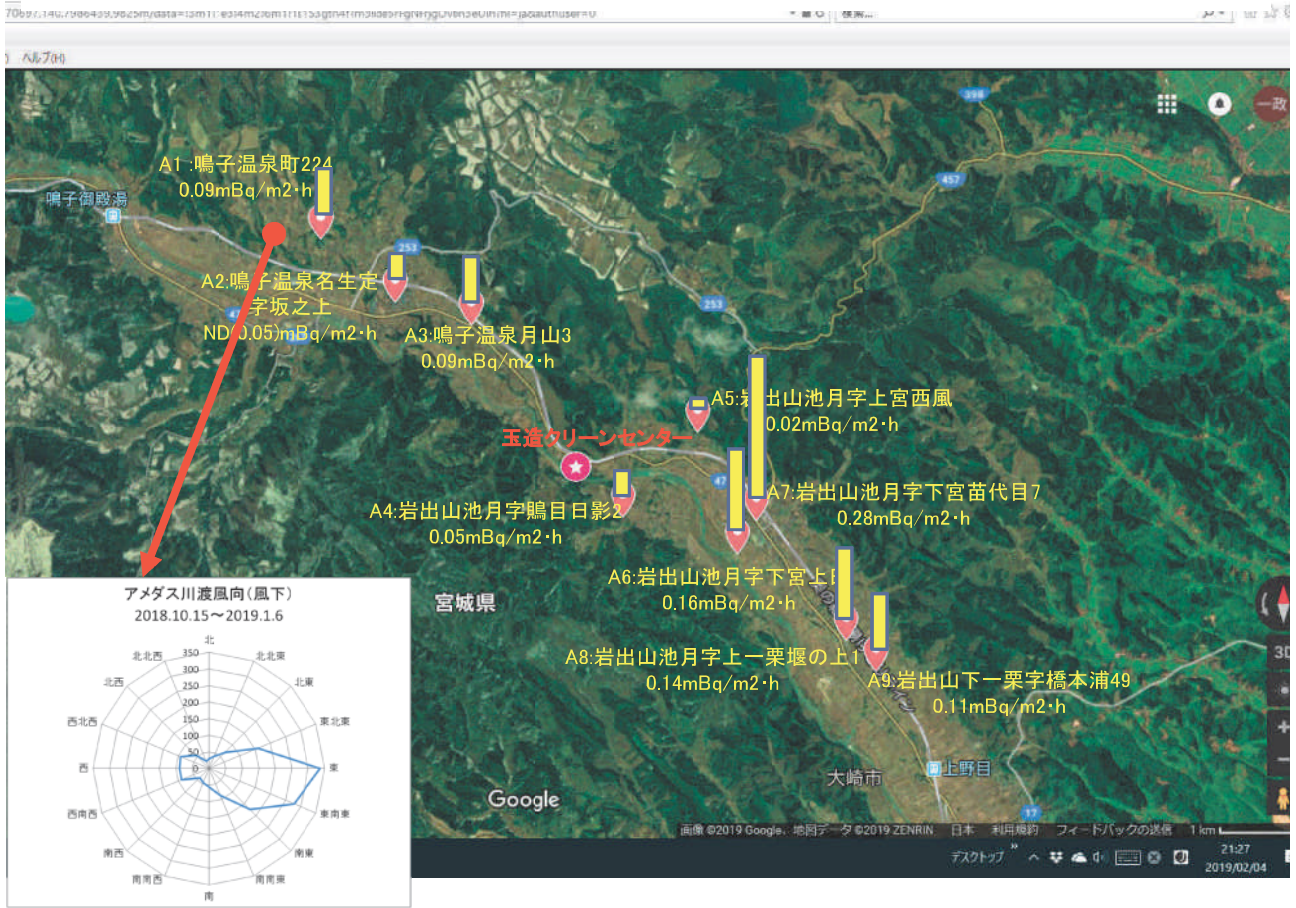 検索...
ヘルプ(H)
398
一政
A1 :鳴子温泉町224
0.09mBq/m2・h
457
鳴子御殿湯
253
A2:鳴子温泉名生定
字坂之上
ND(0.05)mBq/m2・h
A3:鳴子温泉月山3
0.09mBq/m2・h
253
A5:岩出山池月字上宮西風
0.02mBq/m2・h
玉造クリーンセンター
47
A7:岩出山池月字下宮苗代目7
0.28mBq/m2・h
A4:岩出山池月字鵙目日影2
0.05mBq/m2・h
A6:岩出山池月字下宮上
0.16mBq/m2・h
宮城県
A8:岩出山池月字上一栗堰の上1
0.14mBq/m2・h
A9:岩出山下一栗字橋本浦49
0.11mBq/m2・h
3D
上野目
大崎市
17
Google
画像 ©2019 Google、地図データ ©2019 ZENRIN 日本 利用規約 フィードバックの送信 1 km
デスクトップ
21:27
2019/02/04
アメダス川渡風向(風下)
2018.10.15～2019.1.6
北
北北西
350
北北東
300
北西
250
北東
200
西北西
150
東北東
100
50
西
0
東
西南西
東南東
南西
南東
南南西
南南東
南